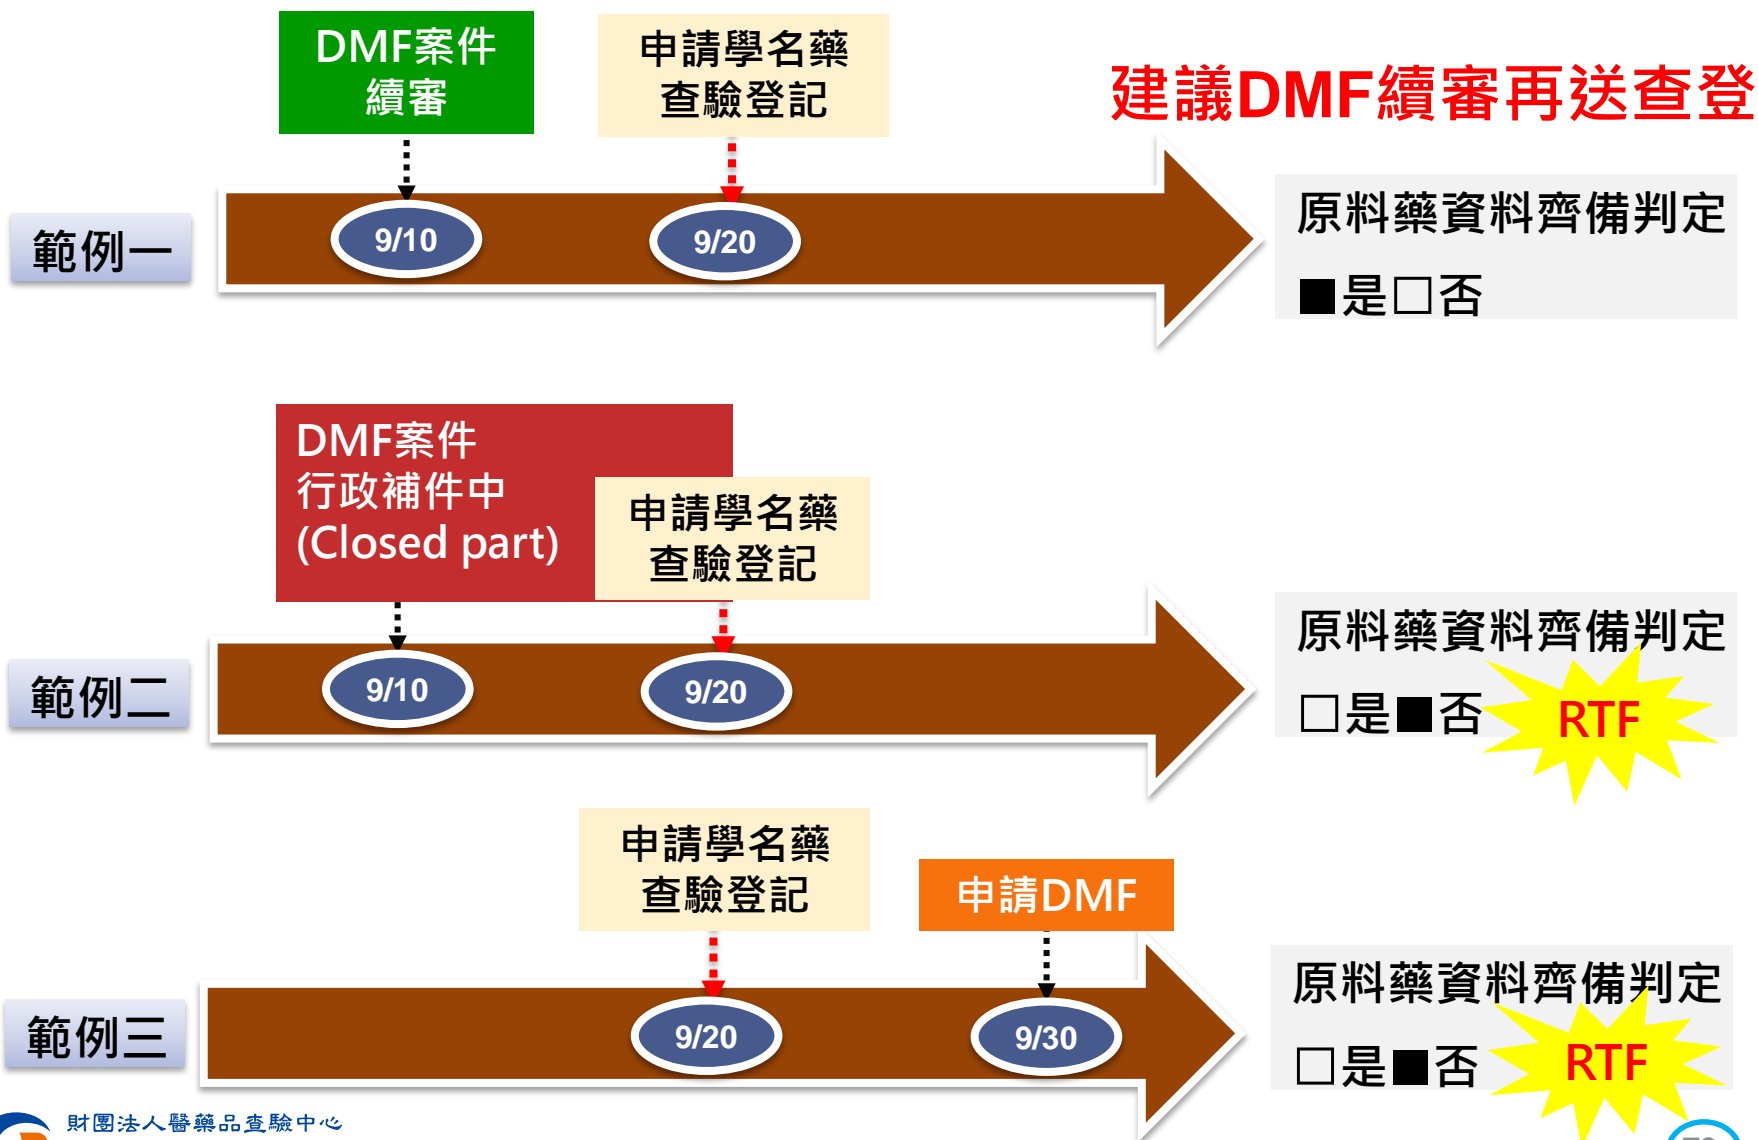 建議DMF續審再送查登
DMF案件
續審
申請學名藥
查驗登記
範例一
9/10
9/20
原料藥資料齊備判定
■是□否
DMF案件
行政補件中
(Closed part)
申請學名藥
查驗登記
範例二
9/10
9/20
原料藥資料齊備判定
□是■否
RTF
申請學名藥
查驗登記
申請DMF
範例三
9/20
9/30
原料藥資料齊備判定
□是■否
RTF
財團法人醫藥品查驗中心